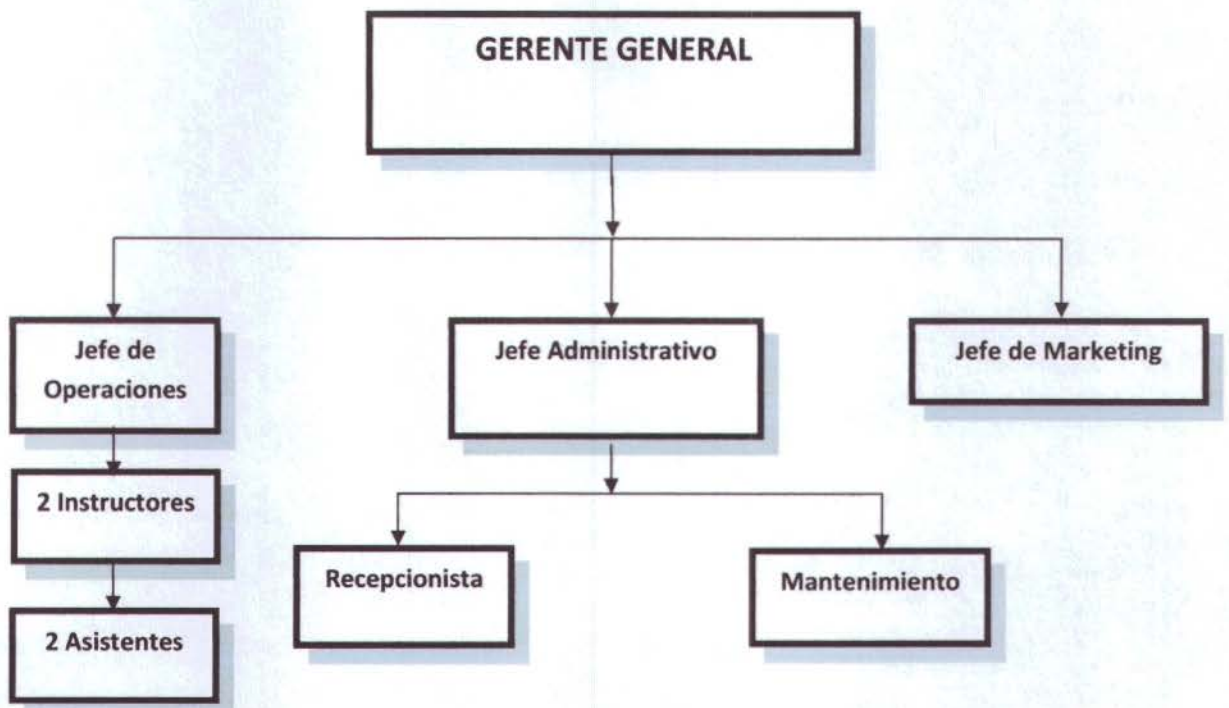 GERENTE GENERAL
Jefe de
Operaciones
Jefe Administrativo
Jefe de Marketing
2 Instructores
Recepcionista
Mantenimiento
2 Asistentes